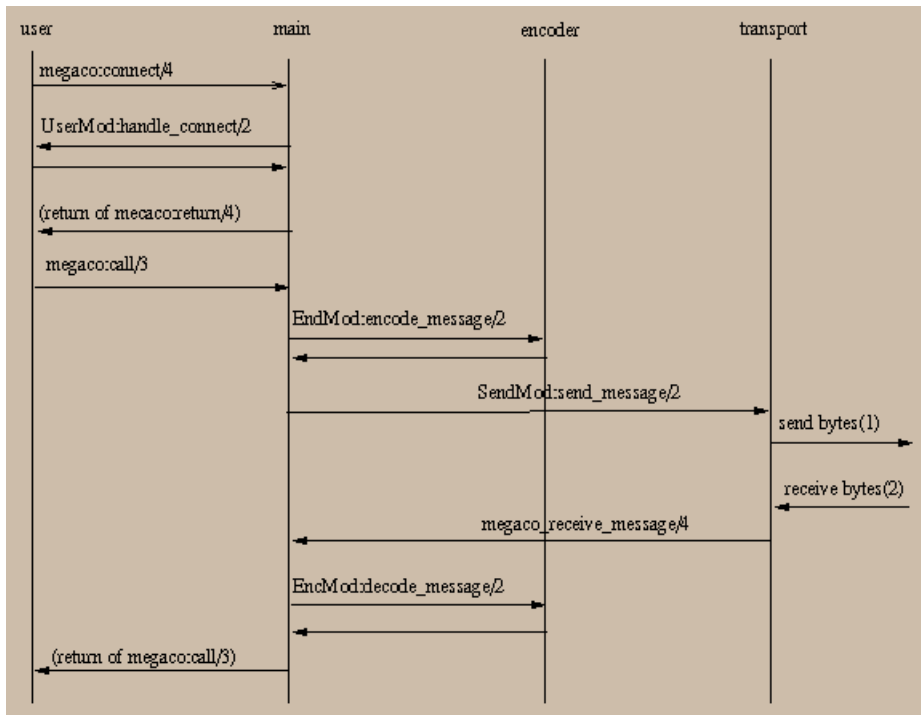 user main encoder transport
megaco:connect/4
UserMod:handle_connect/2
(return of mecaco:return/4)
megaco:call/3
EndMod:encode_message/2
SendMod:send_message/2
send bytes(1)
receive bytes(2)
megaco_receive_message/4
EncMod:decode_message/2
(return of megaco:call/3)